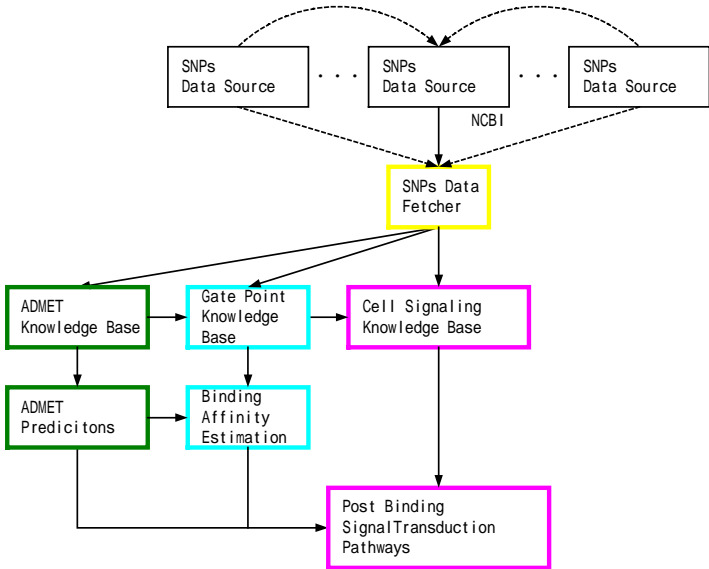 SNPs
Data Source
. . .
SNPs
Data Source
. . .
SNPs
Data Source
NCBI
SNPs Data
Fetcher
ADMET
Knowledge Base
Gate Point
Knowledge
Base
Cell Signaling
Knowledge Base
ADMET
Predicitons
Binding
Affinity
Estimation
Post Binding
SignalTransduction
Pathways